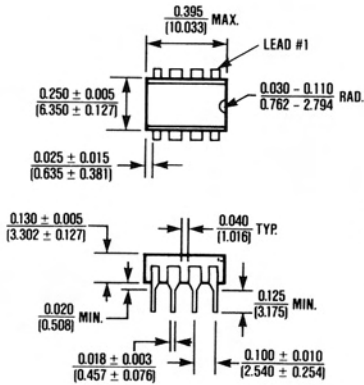 0.395
(10.033)
MAX.
LEAD #1
0.250 ± 0.005
(6.350 ± 0.127)
0.030 – 0.110
0.762 – 2.794
RAD.
0.025 ± 0.015
(0.635 ± 0.381)
0.130 ± 0.005
(3.302 ± 0.127)
0.040
(1.016)
TYP.
0.020
(0.508)
MIN.
0.125
(3.175)
MIN.
0.018 ± 0.003
(0.457 ± 0.076)
0.100 ± 0.010
(2.540 ± 0.254)